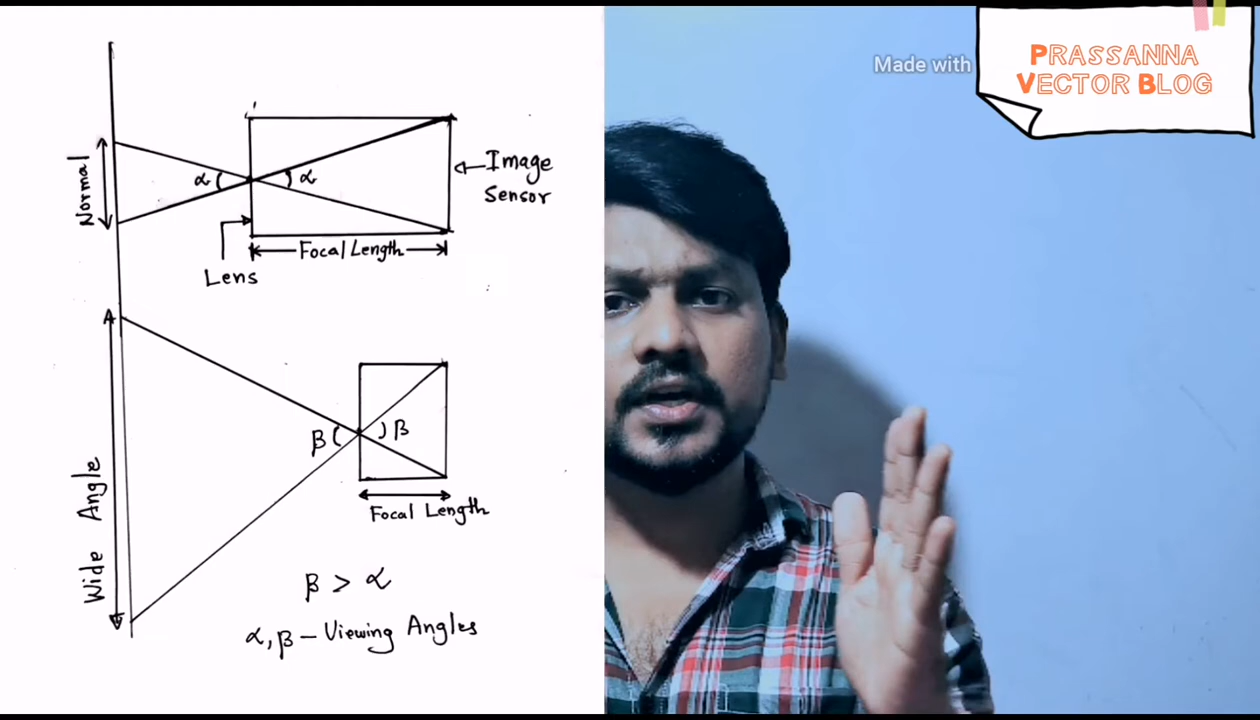 Made with
PRASSANNA
VECTOR BLOG
Normal
α
α
Image
Sensor
Focal Length
Lens
Wide Angle
β
β
Focal Length
β > α
α, β – Viewing Angles